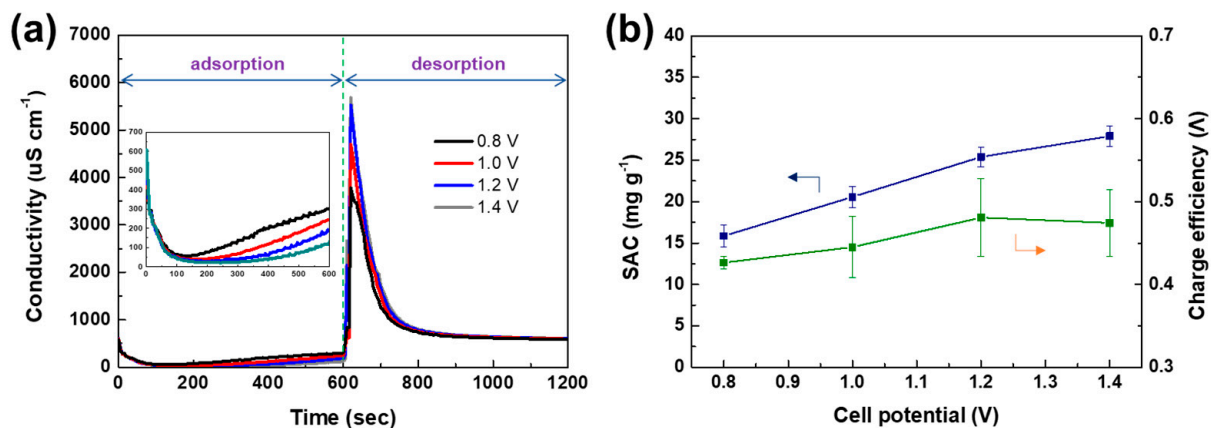 (a)
7000
6000
5000
4000
3000
2000
1000
0
Conductivity (uS cm⁻¹)
adsorption
desorption
700
600
500
400
300
200
100
0
0 100 200 300 400 500 600
0.8 V
1.0 V
1.2 V
1.4 V
0 200 400 600 800 1000 1200
Time (sec)
(b)
40
35
30
25
20
15
10
5
0
SAC (mg g⁻¹)
0.7
0.6
0.5
0.4
0.3
Charge efficiency (Λ)
0.8 0.9 1.0 1.1 1.2 1.3 1.4
Cell potential (V)